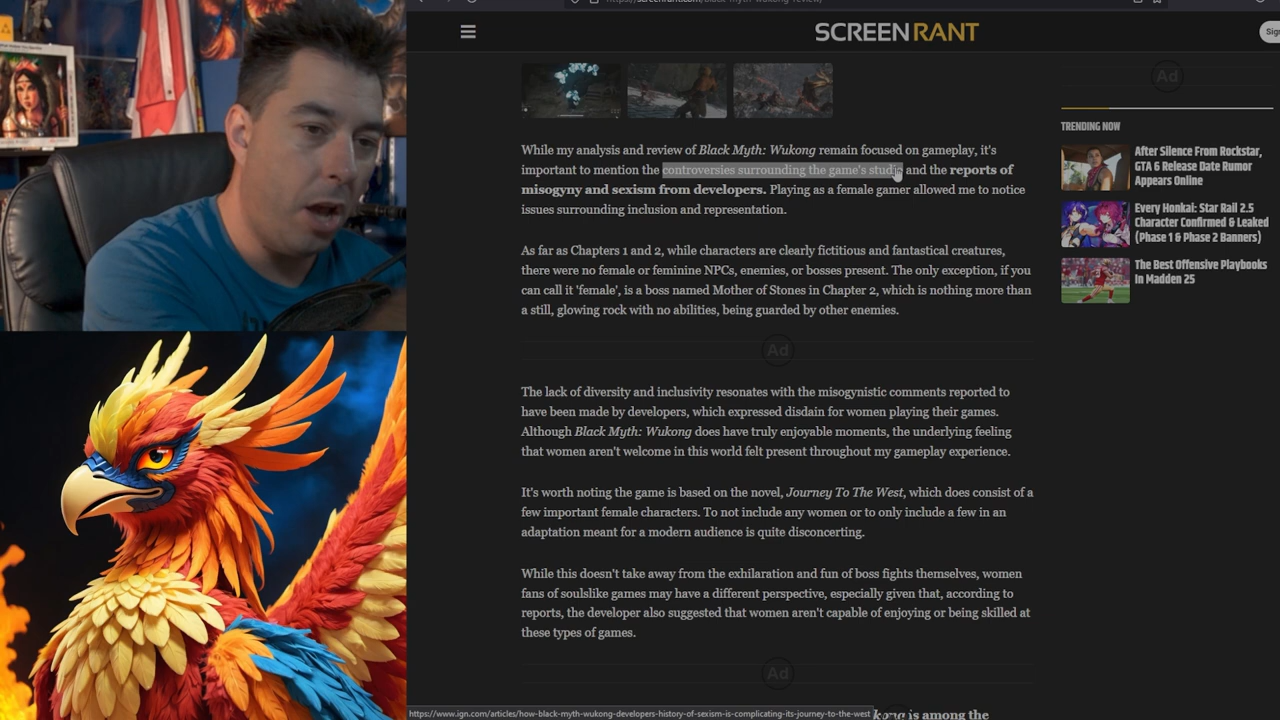 https://screenrant.com/black-myth-wukong-review/
SCREENRANT
Sign
Ad
While my analysis and review of Black Myth: Wukong remain focused on gameplay, it's
important to mention the controversies surrounding the game's studio and the reports of
misogyny and sexism from developers. Playing as a female gamer allowed me to notice
issues surrounding inclusion and representation.
As far as Chapters 1 and 2, while characters are clearly fictitious and fantastical creatures,
there were no female or feminine NPCs, enemies, or bosses present. The only exception, if you
can call it 'female', is a boss named Mother of Stones in Chapter 2, which is nothing more than
a still, glowing rock with no abilities, being guarded by other enemies.
Ad
The lack of diversity and inclusivity resonates with the misogynistic comments reported to
have been made by developers, which expressed disdain for women playing their games.
Although Black Myth: Wukong does have truly enjoyable moments, the underlying feeling
that women aren't welcome in this world felt present throughout my gameplay experience.
It's worth noting the game is based on the novel, Journey To The West, which does consist of a
few important female characters. To not include any women or to only include a few in an
adaptation meant for a modern audience is quite disconcerting.
While this doesn't take away from the exhilaration and fun of boss fights themselves, women
fans of soulslike games may have a different perspective, especially given that, according to
reports, the developer also suggested that women aren't capable of enjoying or being skilled at
these types of games.
Ad
kong is among the
TRENDING NOW
After Silence From Rockstar,
GTA 6 Release Date Rumor
Appears Online
Every Honkai: Star Rail 2.5
Character Confirmed & Leaked
(Phase 1 & Phase 2 Banners)
The Best Offensive Playbooks
In Madden 25
https://www.ign.com/articles/how-black-myth-wukong-developers-history-of-sexism-is-complicating-its-journey-to-the-west